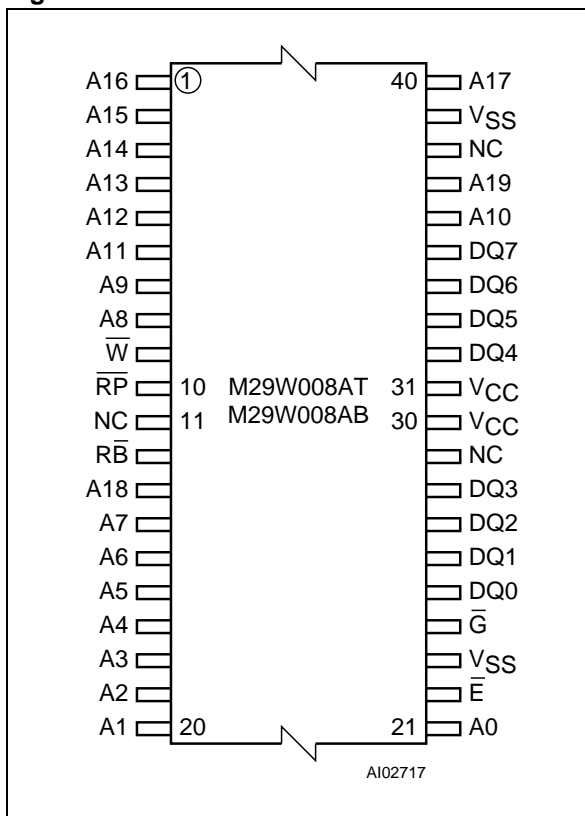 A16 1 40 A17
A15 VSS
A14 NC
A13 A19
A12 A10
A11 DQ7
A9 DQ6
A8 DQ5
W̅ DQ4
R̅P̅ 10 M29W008AT 31 VCC
NC 11 M29W008AB 30 VCC
RB̅ NC
A18 DQ3
A7 DQ2
A6 DQ1
A5 DQ0
A4 G̅
A3 VSS
A2 E̅
A1 20 21 A0
AI02717